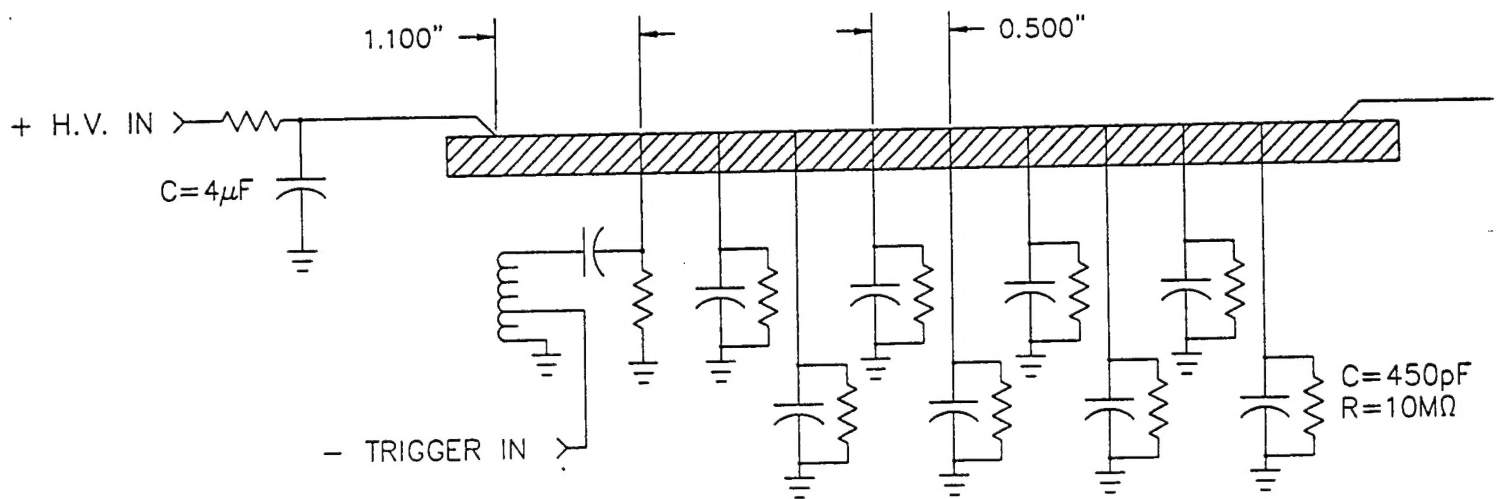 1.100"
0.500"
+ H.V. IN
C=4μF
C=450pF
R=10MΩ
- TRIGGER IN